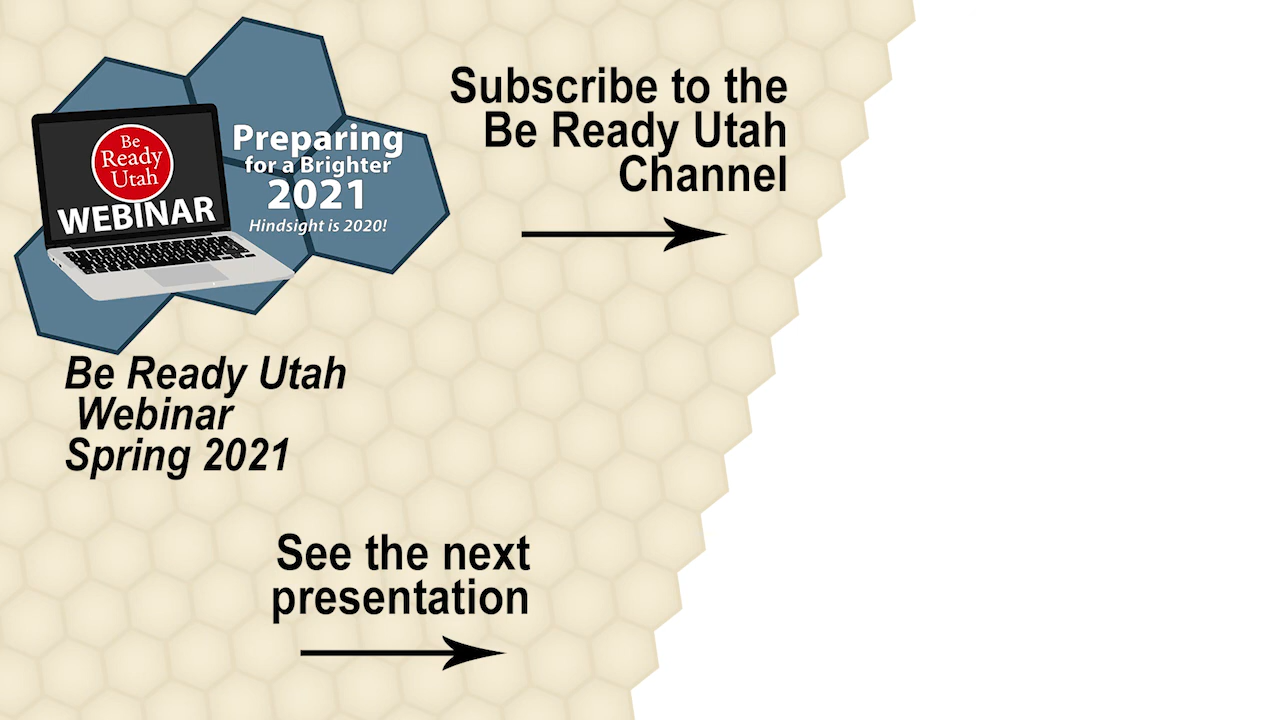 Be
Ready
Utah
WEBINAR
Preparing
for a Brighter
2021
Hindsight is 2020!
Subscribe to the
Be Ready Utah
Channel
Be Ready Utah
Webinar
Spring 2021
See the next
presentation